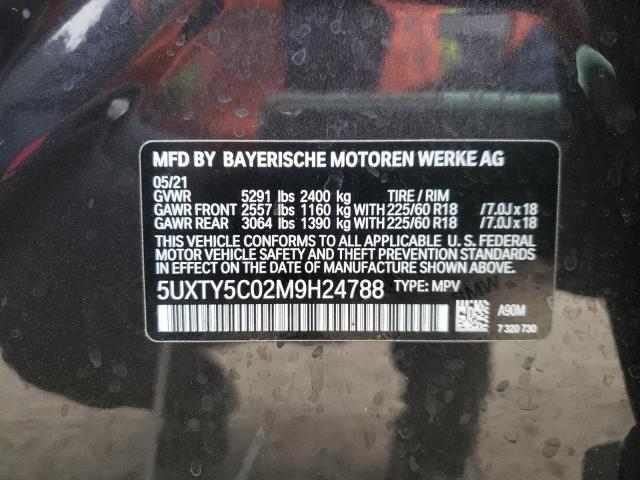 MFD BY BAYERISCHE MOTOREN WERKE AG
05/21
GVWR 5291 lbs 2400 kg TIRE / RIM
GAWR FRONT 2557 lbs 1160 kg WITH 225/60 R18 /7.0J x 18
GAWR REAR 3064 lbs 1390 kg WITH 225/60 R18 /7.0J x 18
THIS VEHICLE CONFORMS TO ALL APPLICABLE U. S. FEDERAL
MOTOR VEHICLE SAFETY AND THEFT PREVENTION
STANDARDS IN EFFECT ON THE DATE OF MANUFACTURE
SHOWN ABOVE.
5UXTY5C02M9H24788 TYPE: MPV
A90M
7 320 730